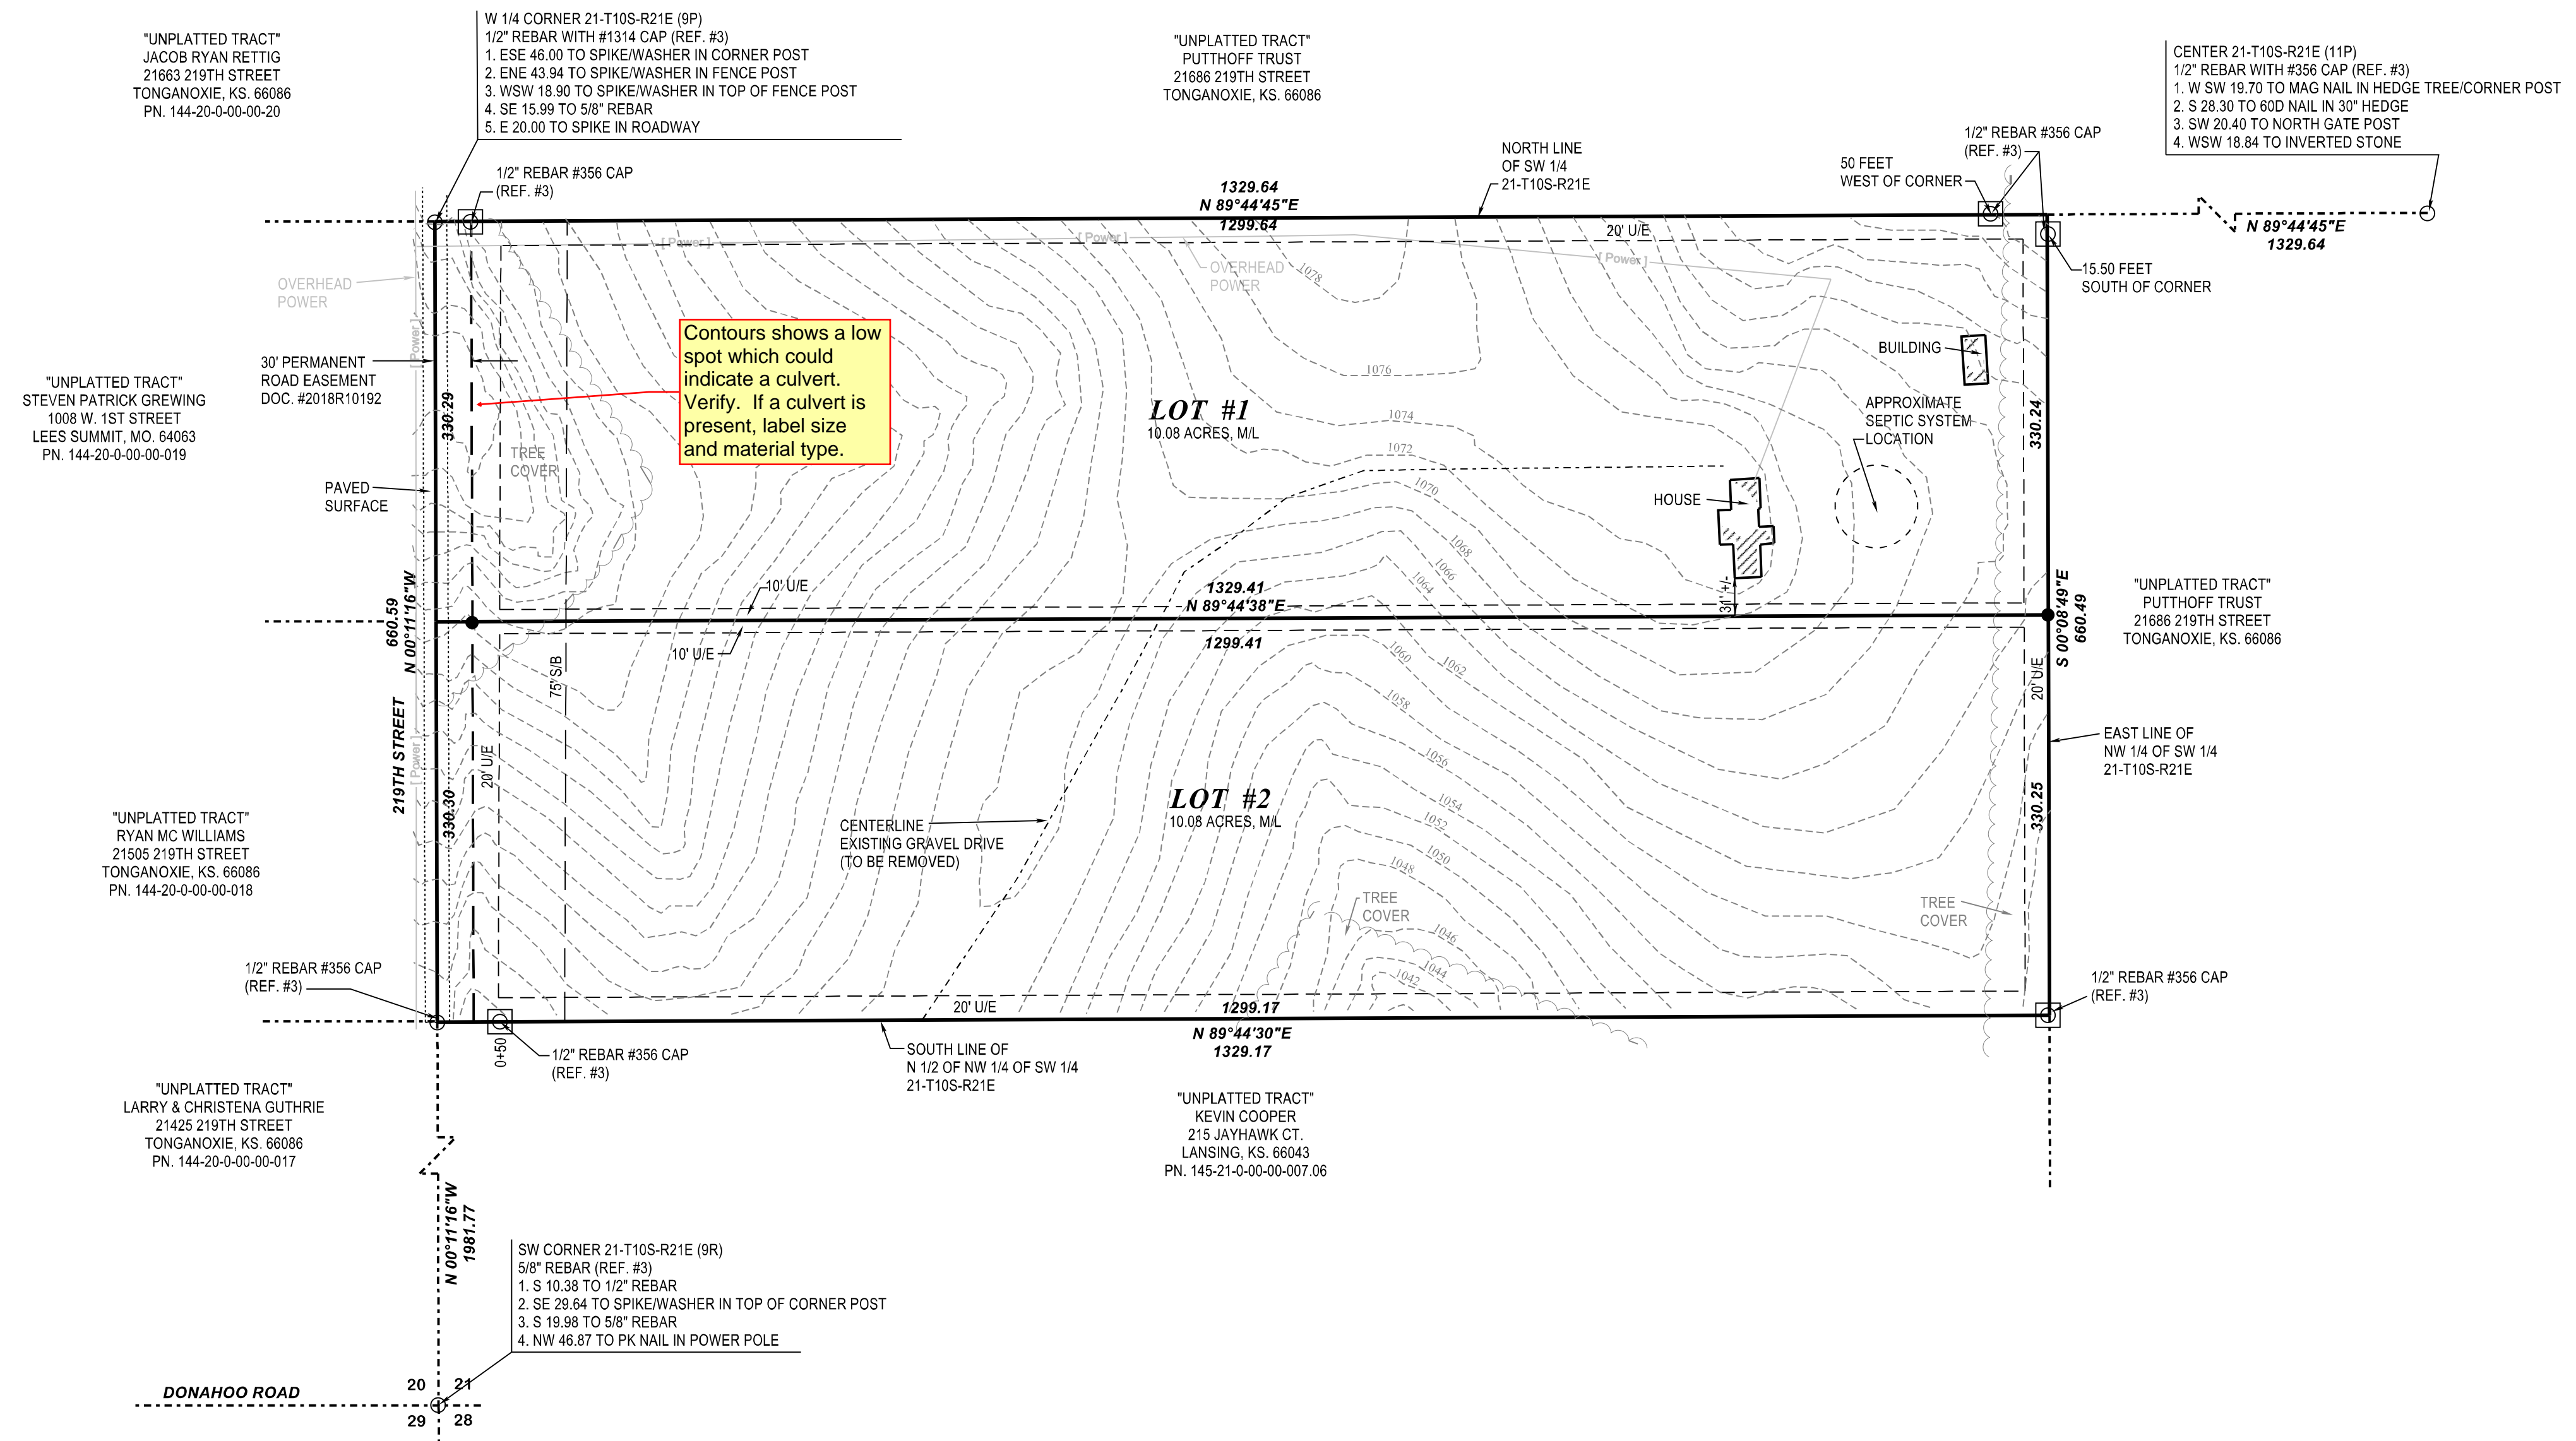 "UNPLATTED TRACT"
JACOB RYAN RETTIG
21663 219TH STREET
TONGANOXIE, KS. 66086
PN. 144-20-0-00-00-20
W 1/4 CORNER 21-T10S-R21E (9P)
1/2" REBAR WITH #1314 CAP (REF. #3)
1. ESE 46.00 TO SPIKE/WASHER IN CORNER POST
2. ENE 43.94 TO SPIKE/WASHER IN FENCE POST
3. WSW 18.90 TO SPIKE/WASHER IN TOP OF FENCE POST
4. SE 15.99 TO 5/8" REBAR
5. E 20.00 TO SPIKE IN ROADWAY
"UNPLATTED TRACT"
PUTTHOFF TRUST
21686 219TH STREET
TONGANOXIE, KS. 66086
CENTER 21-T10S-R21E (11P)
1/2" REBAR WITH #356 CAP (REF. #3)
1. W SW 19.70 TO MAG NAIL IN HEDGE TREE/CORNER POST
2. S 28.30 TO 60D NAIL IN 30" HEDGE
3. SW 20.40 TO NORTH GATE POST
4. WSW 18.84 TO INVERTED STONE
1/2" REBAR #356 CAP
(REF. #3)
1329.64
N 89°44'45"E
1299.64
NORTH LINE
OF SW 1/4
21-T10S-R21E
50 FEET
WEST OF CORNER
1/2" REBAR #356 CAP
(REF. #3)
N 89°44'45"E
1329.64
15.50 FEET
SOUTH OF CORNER
20' U/E
[ Power ]
[ Power ]
[ Power ]
OVERHEAD
POWER
OVERHEAD
POWER
[ Power ]
1078
1076
1074
1072
1070
1068
1066
1064
1062
1060
1058
1056
1054
1052
1050
1048
1046
1044
1042
30' PERMANENT
ROAD EASEMENT
DOC. #2018R10192
330.29
Contours shows a low
spot which could
indicate a culvert.
Verify. If a culvert is
present, label size
and material type.
TREE
COVER
LOT #1
10.08 ACRES, M/L
BUILDING
APPROXIMATE
SEPTIC SYSTEM
LOCATION
330.24
"UNPLATTED TRACT"
STEVEN PATRICK GREWING
1008 W. 1ST STREET
LEES SUMMIT, MO. 64063
PN. 144-20-0-00-00-019
PAVED
SURFACE
HOUSE
31' +/-
660.59
N 00°11'16"W
10' U/E
1329.41
N 89°44'38"E
1299.41
10' U/E
75' S/B
20' U/E
S 00°08'49"E
660.49
20' U/E
"UNPLATTED TRACT"
PUTTHOFF TRUST
21686 219TH STREET
TONGANOXIE, KS. 66086
219TH STREET
[ Power ]
330.30
EAST LINE OF
NW 1/4 OF SW 1/4
21-T10S-R21E
"UNPLATTED TRACT"
RYAN MC WILLIAMS
21505 219TH STREET
TONGANOXIE, KS. 66086
PN. 144-20-0-00-00-018
LOT #2
10.08 ACRES, M/L
CENTERLINE
EXISTING GRAVEL DRIVE
(TO BE REMOVED)
330.25
TREE
COVER
TREE
COVER
1/2" REBAR #356 CAP
(REF. #3)
1/2" REBAR #356 CAP
(REF. #3)
20' U/E
1299.17
N 89°44'30"E
1329.17
0+50
1/2" REBAR #356 CAP
(REF. #3)
SOUTH LINE OF
N 1/2 OF NW 1/4 OF SW 1/4
21-T10S-R21E
"UNPLATTED TRACT"
LARRY & CHRISTENA GUTHRIE
21425 219TH STREET
TONGANOXIE, KS. 66086
PN. 144-20-0-00-00-017
"UNPLATTED TRACT"
KEVIN COOPER
215 JAYHAWK CT.
LANSING, KS. 66043
PN. 145-21-0-00-00-007.06
N 00°11'16"W
1981.77
SW CORNER 21-T10S-R21E (9R)
5/8" REBAR (REF. #3)
1. S 10.38 TO 1/2" REBAR
2. SE 29.64 TO SPIKE/WASHER IN TOP OF CORNER POST
3. S 19.98 TO 5/8" REBAR
4. NW 46.87 TO PK NAIL IN POWER POLE
DONAHOO ROAD
20 21
29 28